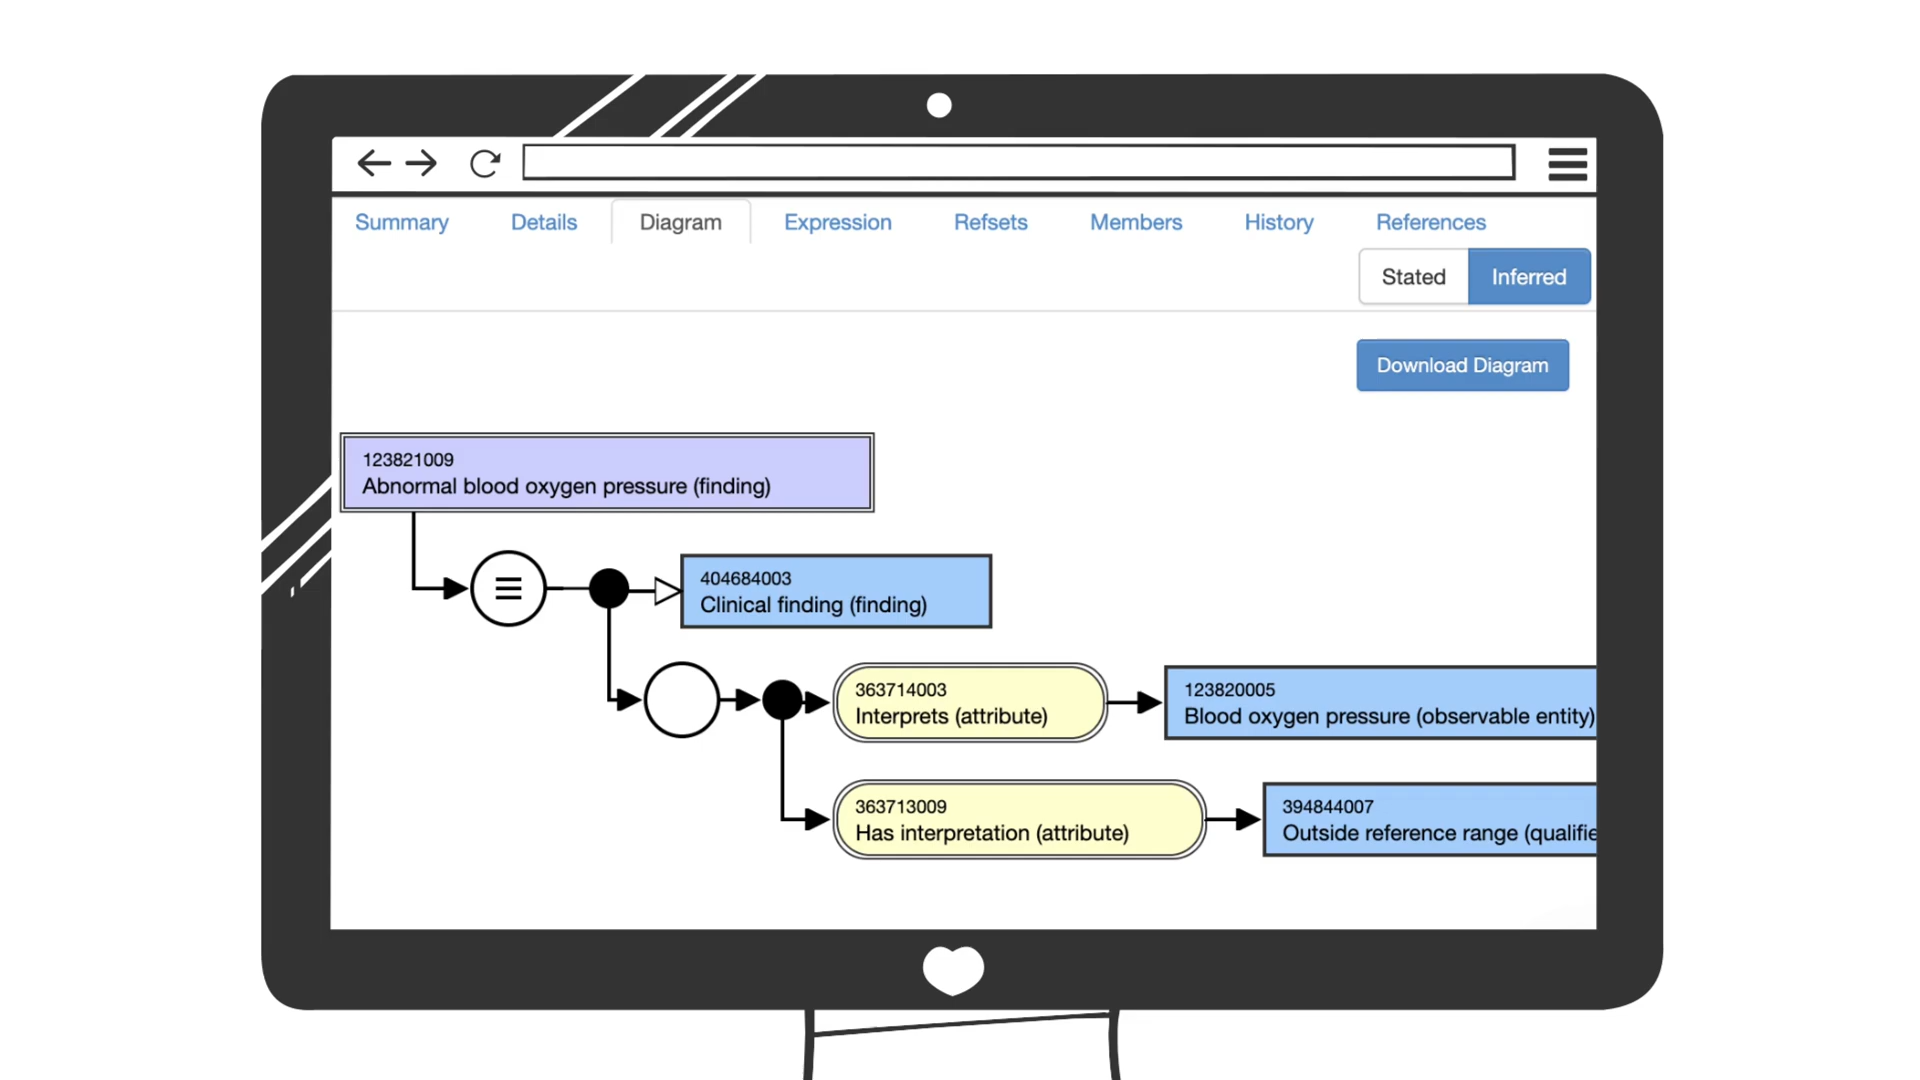 Summary Details Diagram Expression Refsets Members History References
Stated Inferred
Download Diagram
123821009
Abnormal blood oxygen pressure (finding)
404684003
Clinical finding (finding)
363714003
Interprets (attribute)
123820005
Blood oxygen pressure (observable entity)
363713009
Has interpretation (attribute)
394844007
Outside reference range (qualifie